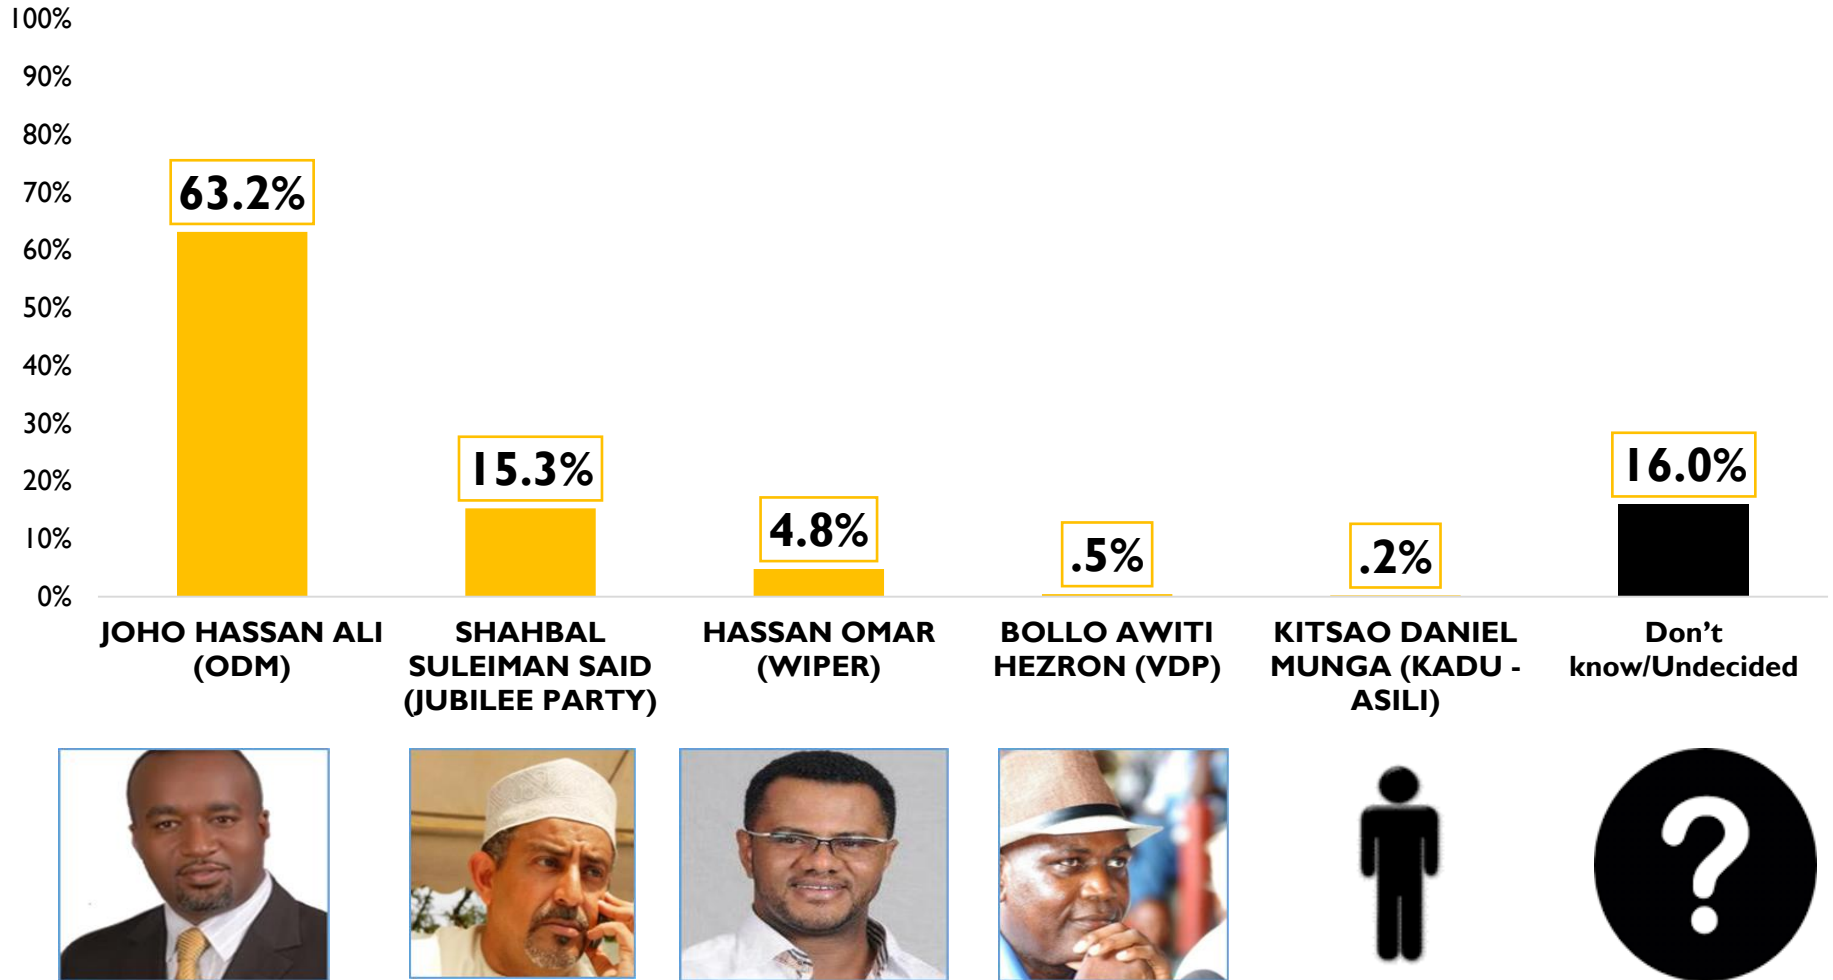 100%
90%
80%
70%
60%
50%
40%
30%
20%
10%
0%
63.2%
15.3%
4.8%
.5%
.2%
16.0%
JOHO HASSAN ALI
(ODM)
SHAHBAL
SULEIMAN SAID
(JUBILEE PARTY)
HASSAN OMAR
(WIPER)
BOLLO AWITI
HEZRON (VDP)
KITSAO DANIEL
MUNGA (KADU -
ASILI)
Don’t
know/Undecided
?